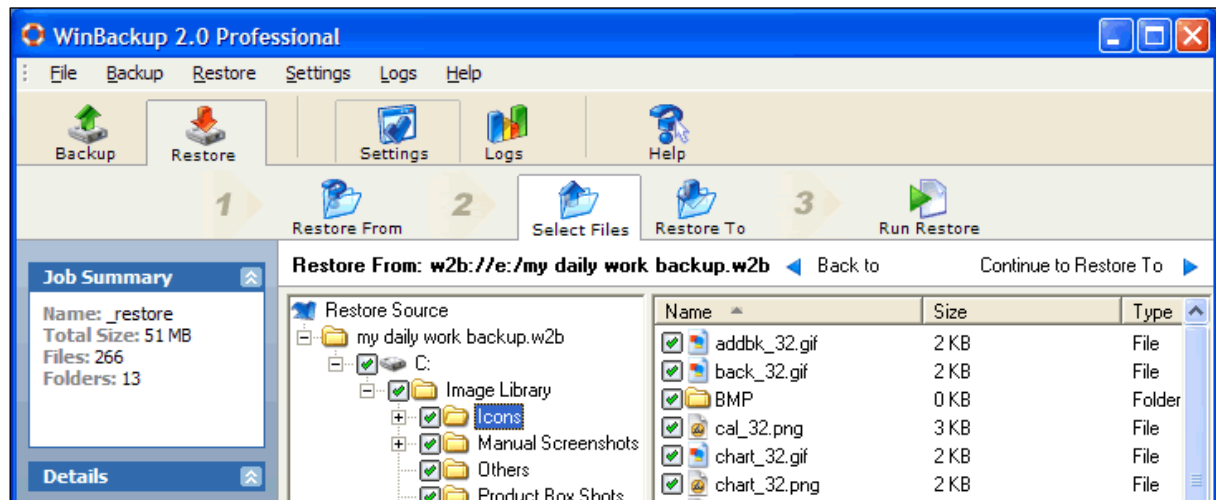 WinBackup 2.0 Professional
File Backup Restore Settings Logs Help
Backup Restore Settings Logs Help
1 Restore From 2 Select Files Restore To 3 Run Restore
Job Summary
Name: _restore
Total Size: 51 MB
Files: 266
Folders: 13
Details
Restore From: w2b://e:/my daily work backup.w2b Back to Continue to Restore To
Restore Source
my daily work backup.w2b
C:
Image Library
Icons
Manual Screenshots
Others
Product Box Shots
Name Size Type
addbk_32.gif 2 KB File
back_32.gif 2 KB File
BMP 0 KB Folder
cal_32.png 3 KB File
chart_32.gif 2 KB File
chart_32.png 2 KB File